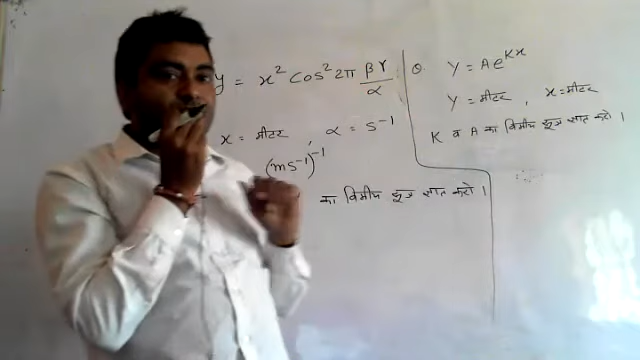 y = x² Cos² 2π βγ/α
x = मीटर , α = s⁻¹
(ms⁻¹)⁻¹
का विमीय सूत्र ज्ञात करो ।
Q. Y = Ae^Kx
Y = मीटर , x = मीटर
K व A का विमीय सूत्र ज्ञात करो ।